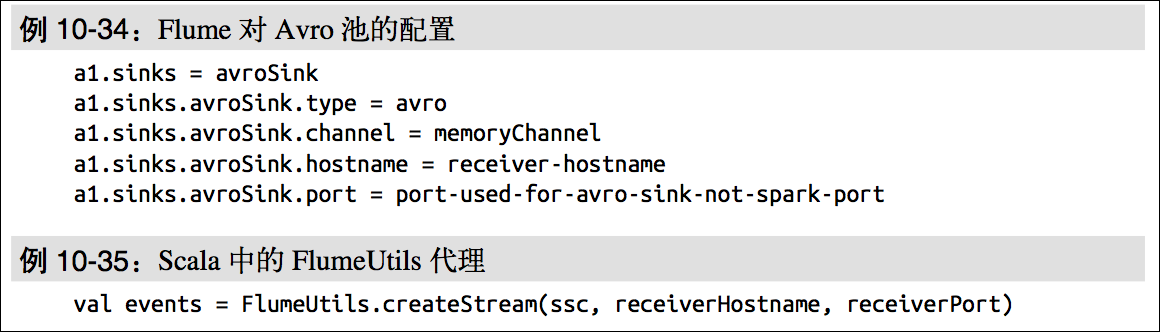 例 10-34：Flume 对 Avro 池的配置
a1.sinks = avroSink
a1.sinks.avroSink.type = avro
a1.sinks.avroSink.channel = memoryChannel
a1.sinks.avroSink.hostname = receiver-hostname
a1.sinks.avroSink.port = port-used-for-avro-sink-not-spark-port
例 10-35：Scala 中的 FlumeUtils 代理
val events = FlumeUtils.createStream(ssc, receiverHostname, receiverPort)